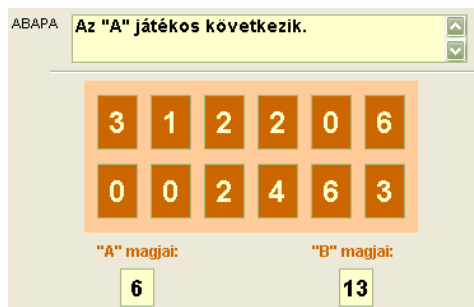 ABAPA Az "A" játékos következik.
3 1 2 2 0 6
0 0 2 4 6 3
"A" magjai: "B" magjai:
6 13